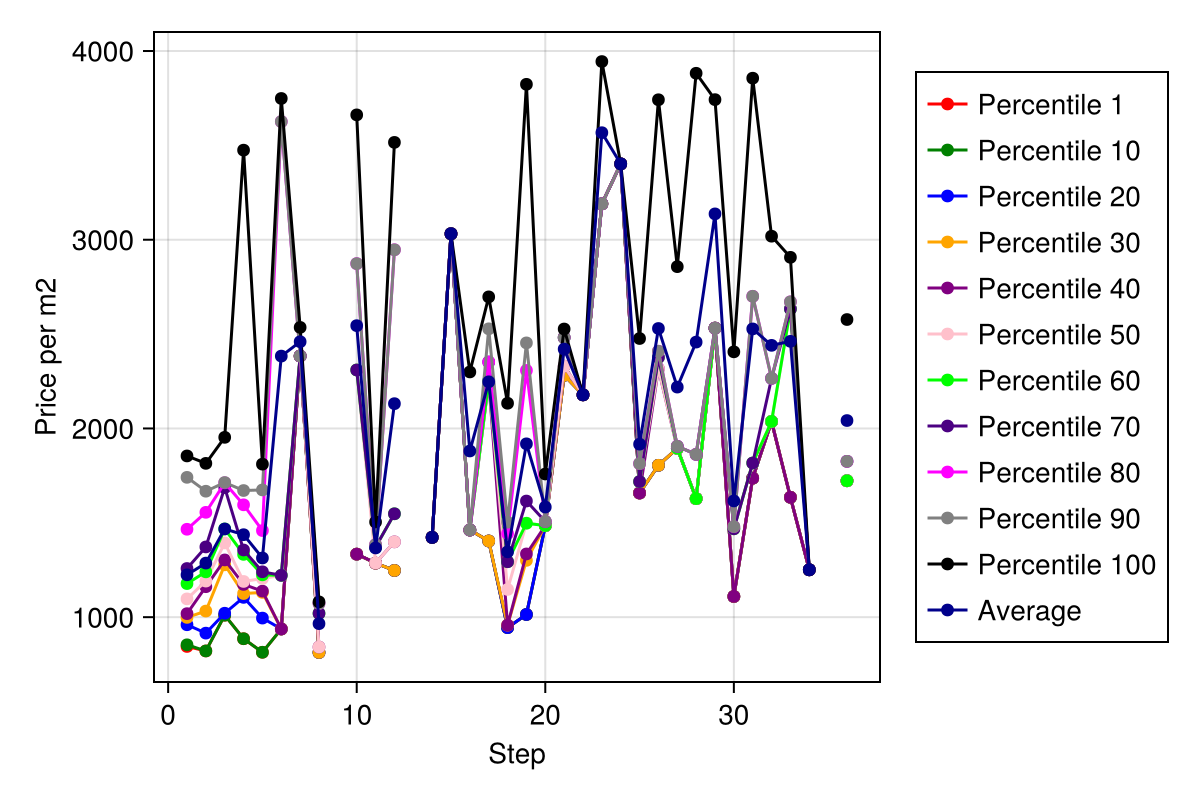 4000
3000
2000
1000
Price per m2
0 10 20 30
Step
Percentile 1
Percentile 10
Percentile 20
Percentile 30
Percentile 40
Percentile 50
Percentile 60
Percentile 70
Percentile 80
Percentile 90
Percentile 100
Average